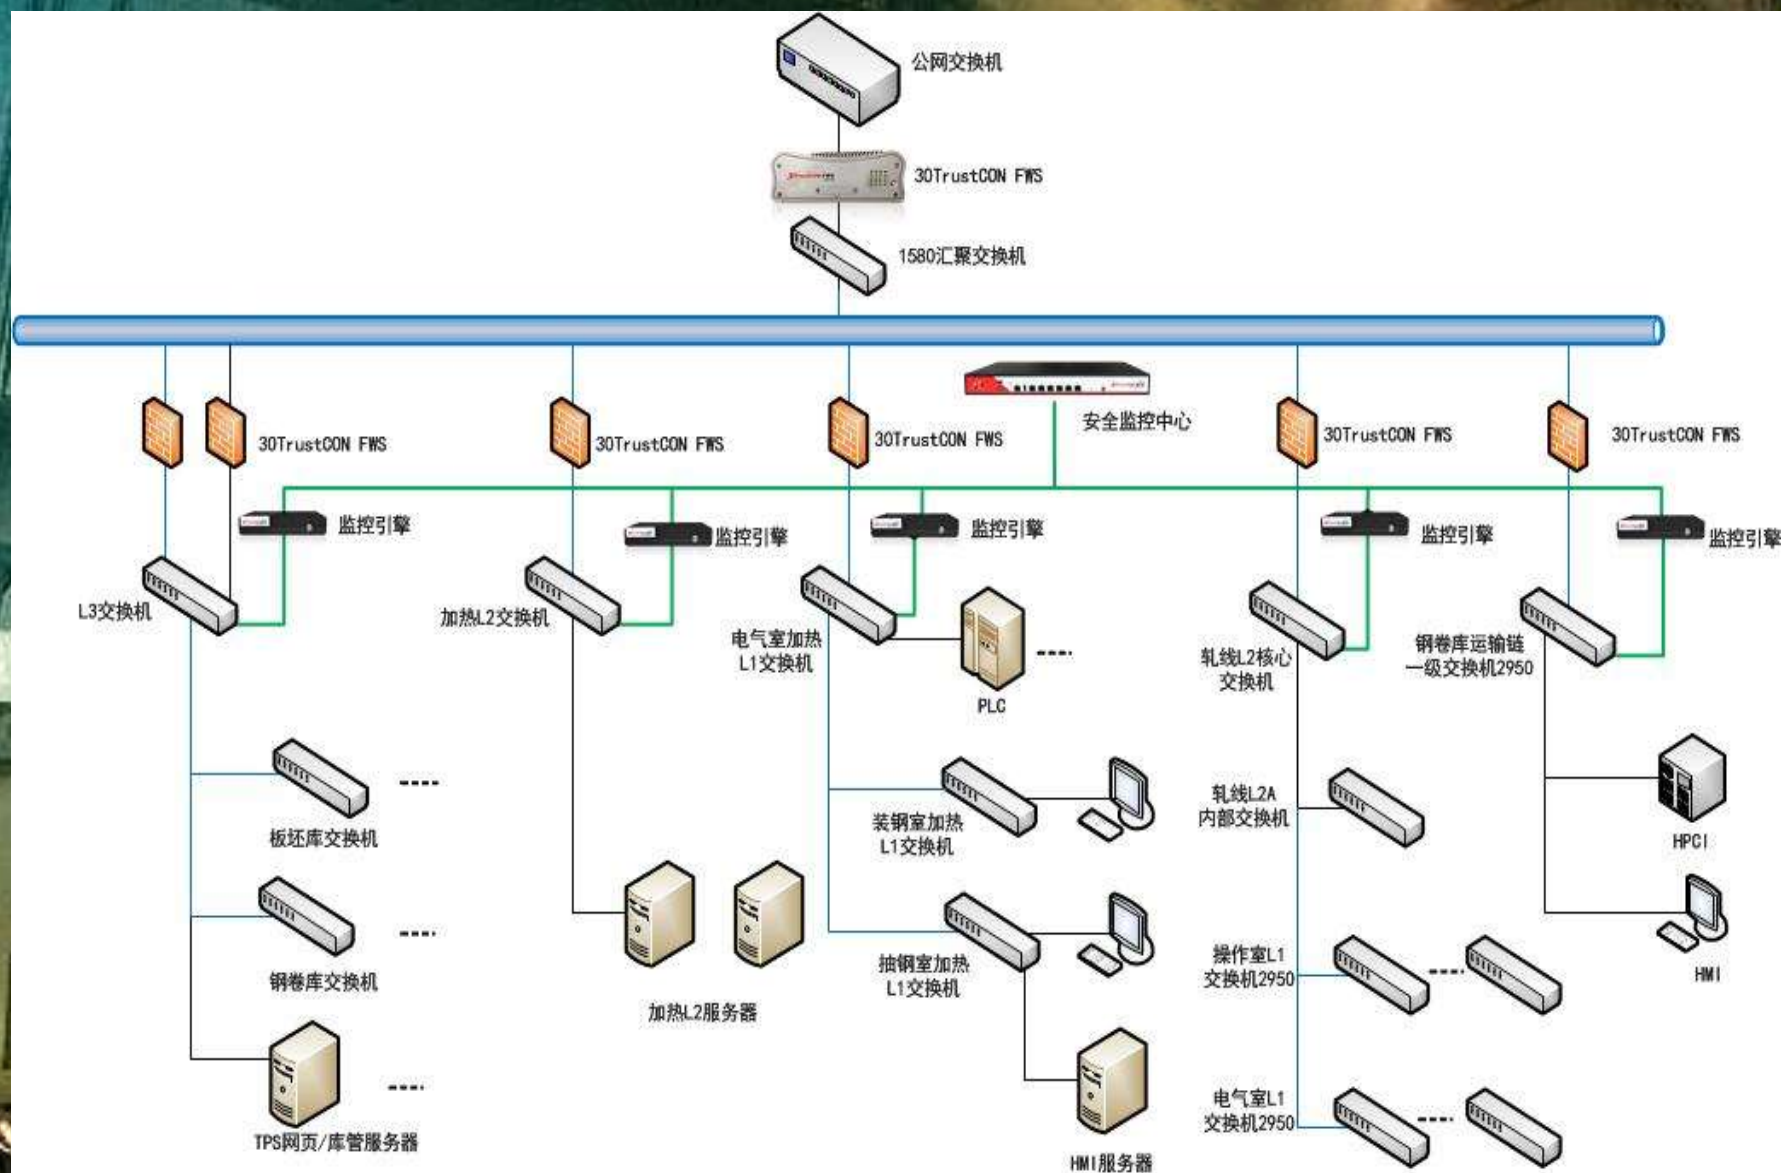 公网交换机
30TrustCON FWS
1580汇聚交换机
安全监控中心
30TrustCON FWS
30TrustCON FWS
30TrustCON FWS
30TrustCON FWS
30TrustCON FWS
监控引擎
监控引擎
监控引擎
监控引擎
监控引擎
L3交换机
加热L2交换机
电气室加热
L1交换机
PLC
轧线L2核心
交换机
钢卷库运输链
一级交换机2950
板坯库交换机
装钢室加热
L1交换机
轧线L2A
内部交换机
HPCI
钢卷库交换机
加热L2服务器
抽钢室加热
L1交换机
操作室L1
交换机2950
HMI
TPS网页/库管服务器
HMI服务器
电气室L1
交换机2950